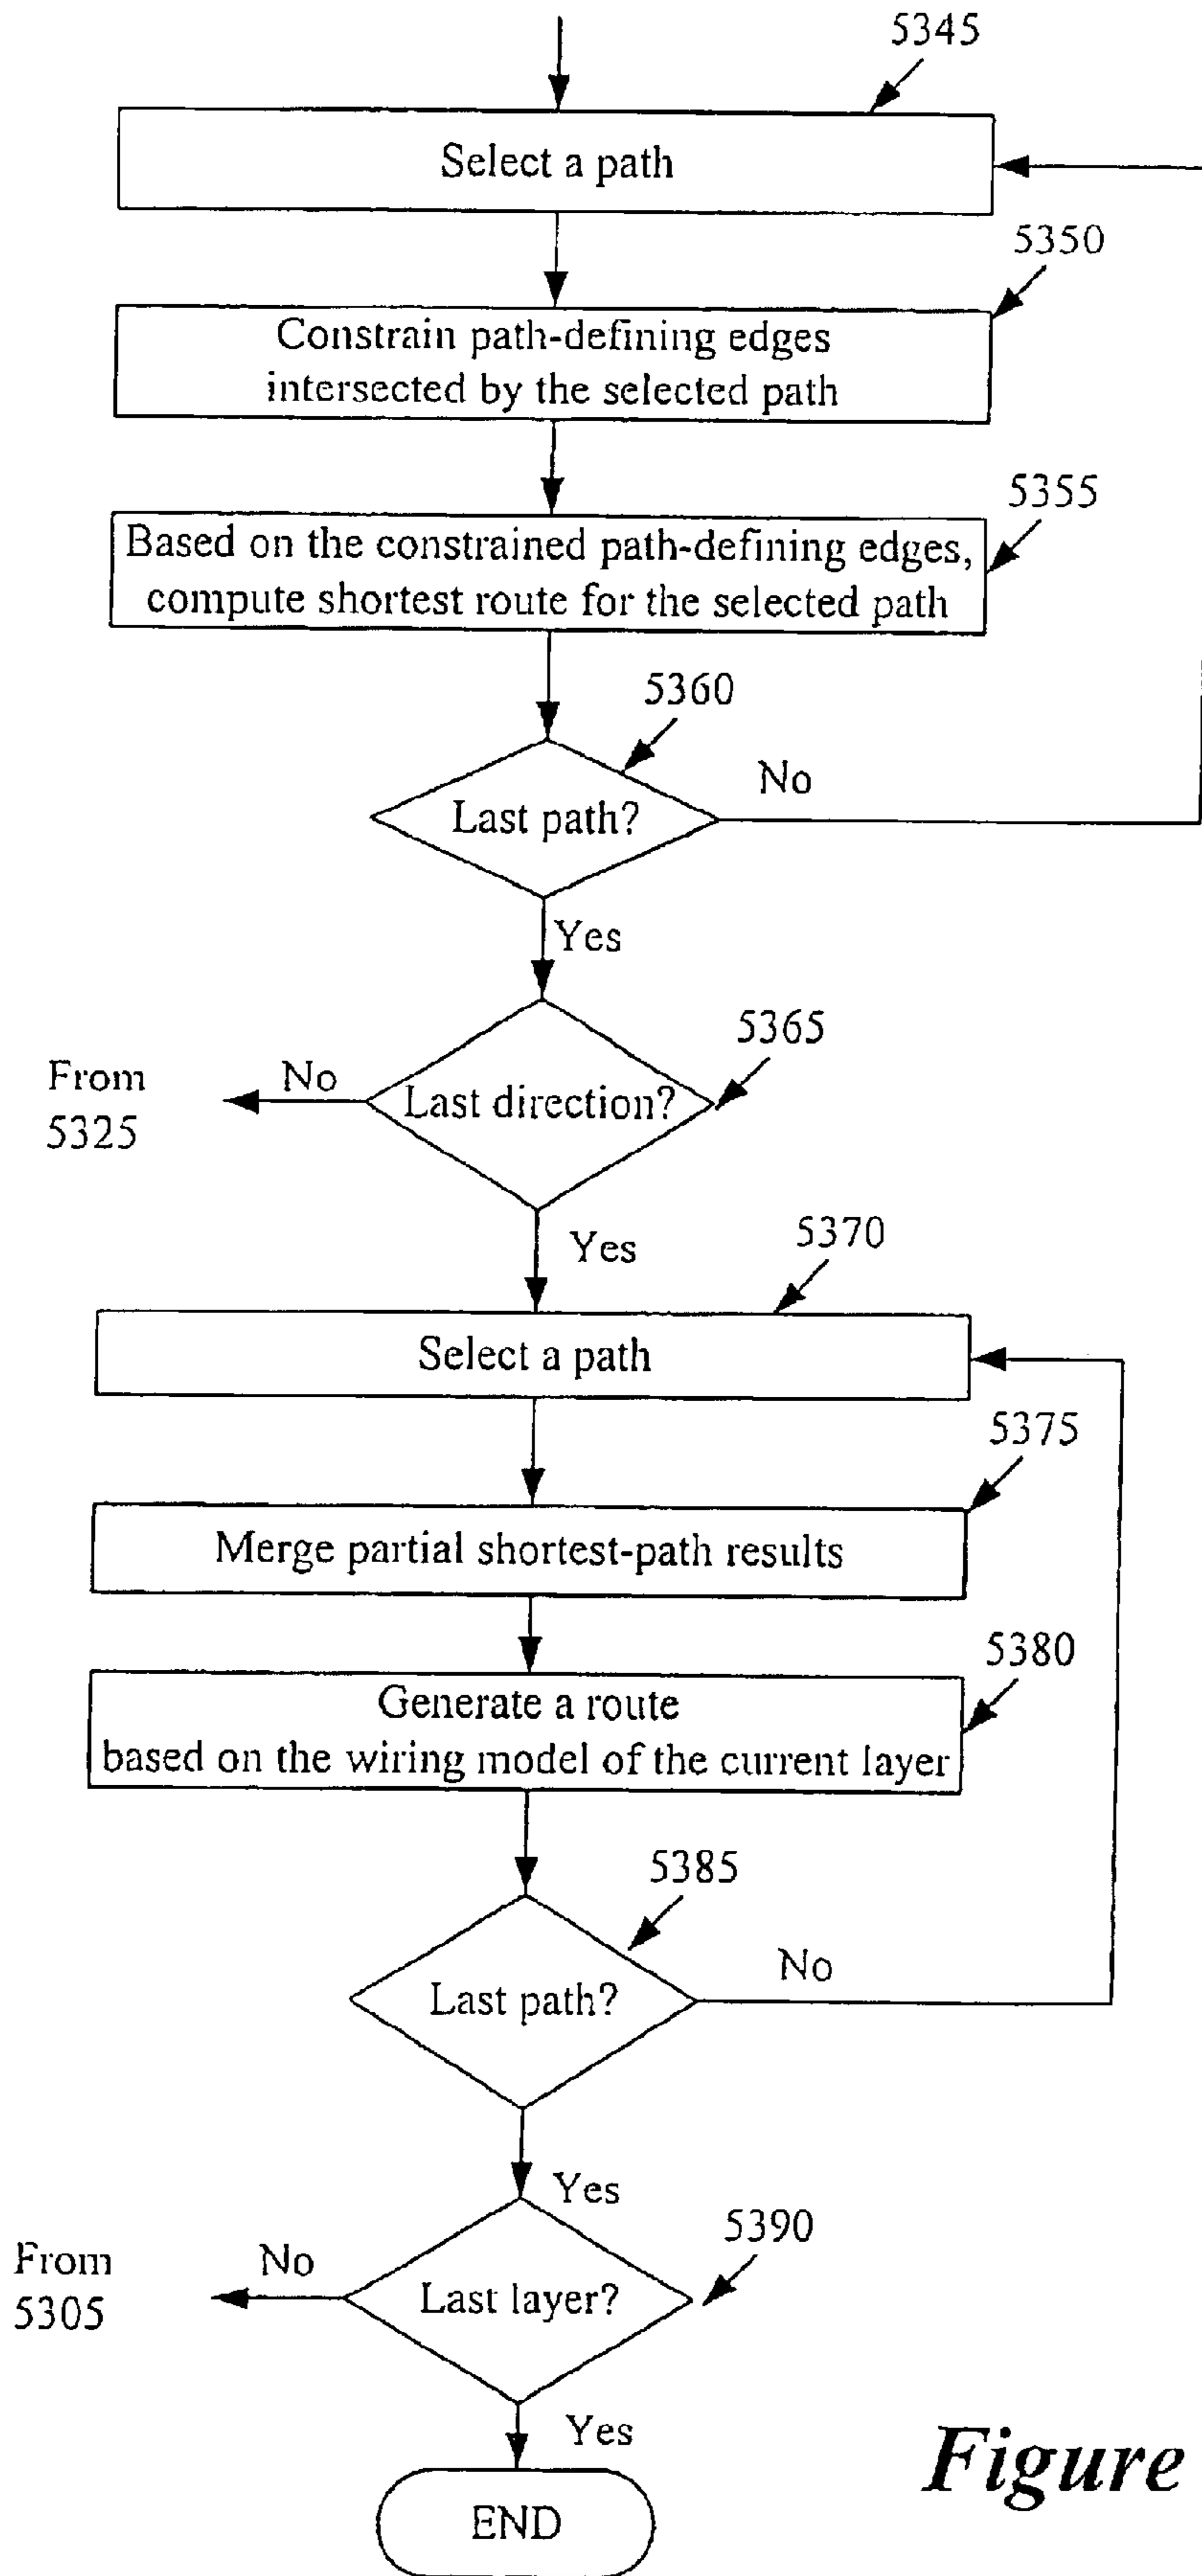 5345
Select a path
5350
Constrain path-defining edges
intersected by the selected path
5355
Based on the constrained path-defining edges,
compute shortest route for the selected path
5360
Last path?
No
Yes
5365
From
5325
No
Last direction?
Yes
5370
Select a path
5375
Merge partial shortest-path results
5380
Generate a route
based on the wiring model of the current layer
5385
Last path?
No
Yes
5390
From
5305
No
Last layer?
Yes
Figure
END